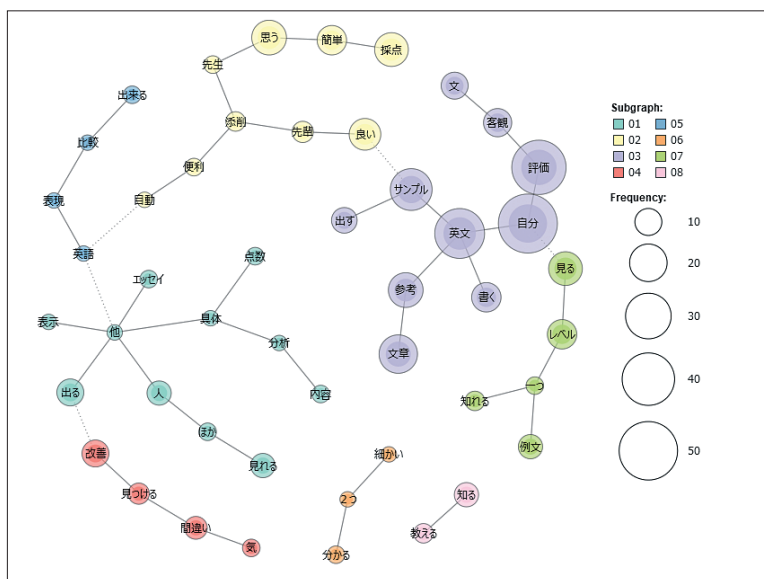 思う
簡単
採点
先生
文
出来る
客観
添削
比較
先輩
良い
評価
便利
サンプル
表現
自動
出す
自分
英文
英語
点数
見る
エッセイ
参考
書く
表示
他
具体
レベル
分析
文章
出る
人
内容
一つ
知れる
ほか
例文
改善
細かい
見れる
見つける
2つ
知る
間違い
教える
気
分かる
Subgraph:
01 05
02 06
03 07
04 08
Frequency:
10
20
30
40
50